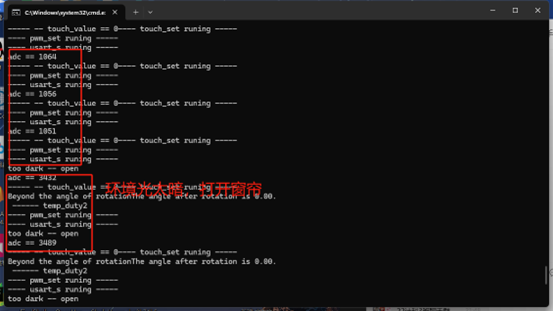 C:\Windows\system32\cmd.e
----- -- touch_value == 0---- touch_set runing -----
---- pwm_set runing -----
---- usart_s runing -----
adc == 1064
----- -- touch_value == 0---- touch_set runing -----
---- pwm_set runing -----
---- usart_s runing -----
adc == 1056
----- -- touch_value == 0---- touch_set runing -----
---- pwm_set runing -----
---- usart_s runing -----
adc == 1051
----- -- touch_value == 0---- touch_set runing -----
---- pwm_set runing -----
---- usart_s runing -----
too dark -- open
adc == 3432
----- -- touch_value == 0---- touch_set runing -----
环境光太暗，打开窗帘
Beyond the angle of rotationThe angle after rotation is 0.00.
------ temp_duty2
---- pwm_set runing -----
---- usart_s runing -----
too dark -- open
adc == 3489
----- -- touch_value == 0---- touch_set runing -----
Beyond the angle of rotationThe angle after rotation is 0.00.
------ temp_duty2
---- pwm_set runing -----
---- usart_s runing -----
too dark -- open